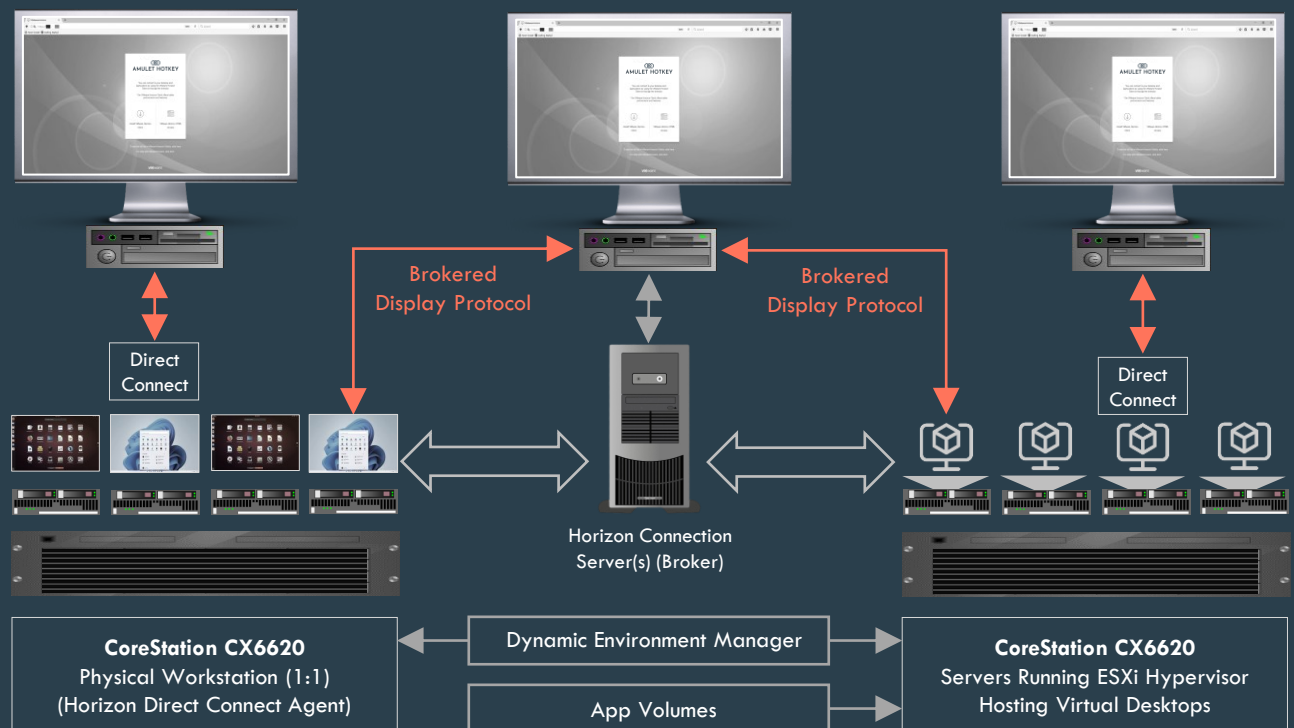 AMULET HOTKEY
AMULET HOTKEY
AMULET HOTKEY
Brokered
Display Protocol
Brokered
Display Protocol
Direct
Connect
Direct
Connect
Horizon Connection
Server(s) (Broker)
Dynamic Environment Manager
App Volumes
CoreStation CX6620
Physical Workstation (1:1)
(Horizon Direct Connect Agent)
CoreStation CX6620
Servers Running ESXi Hypervisor
Hosting Virtual Desktops